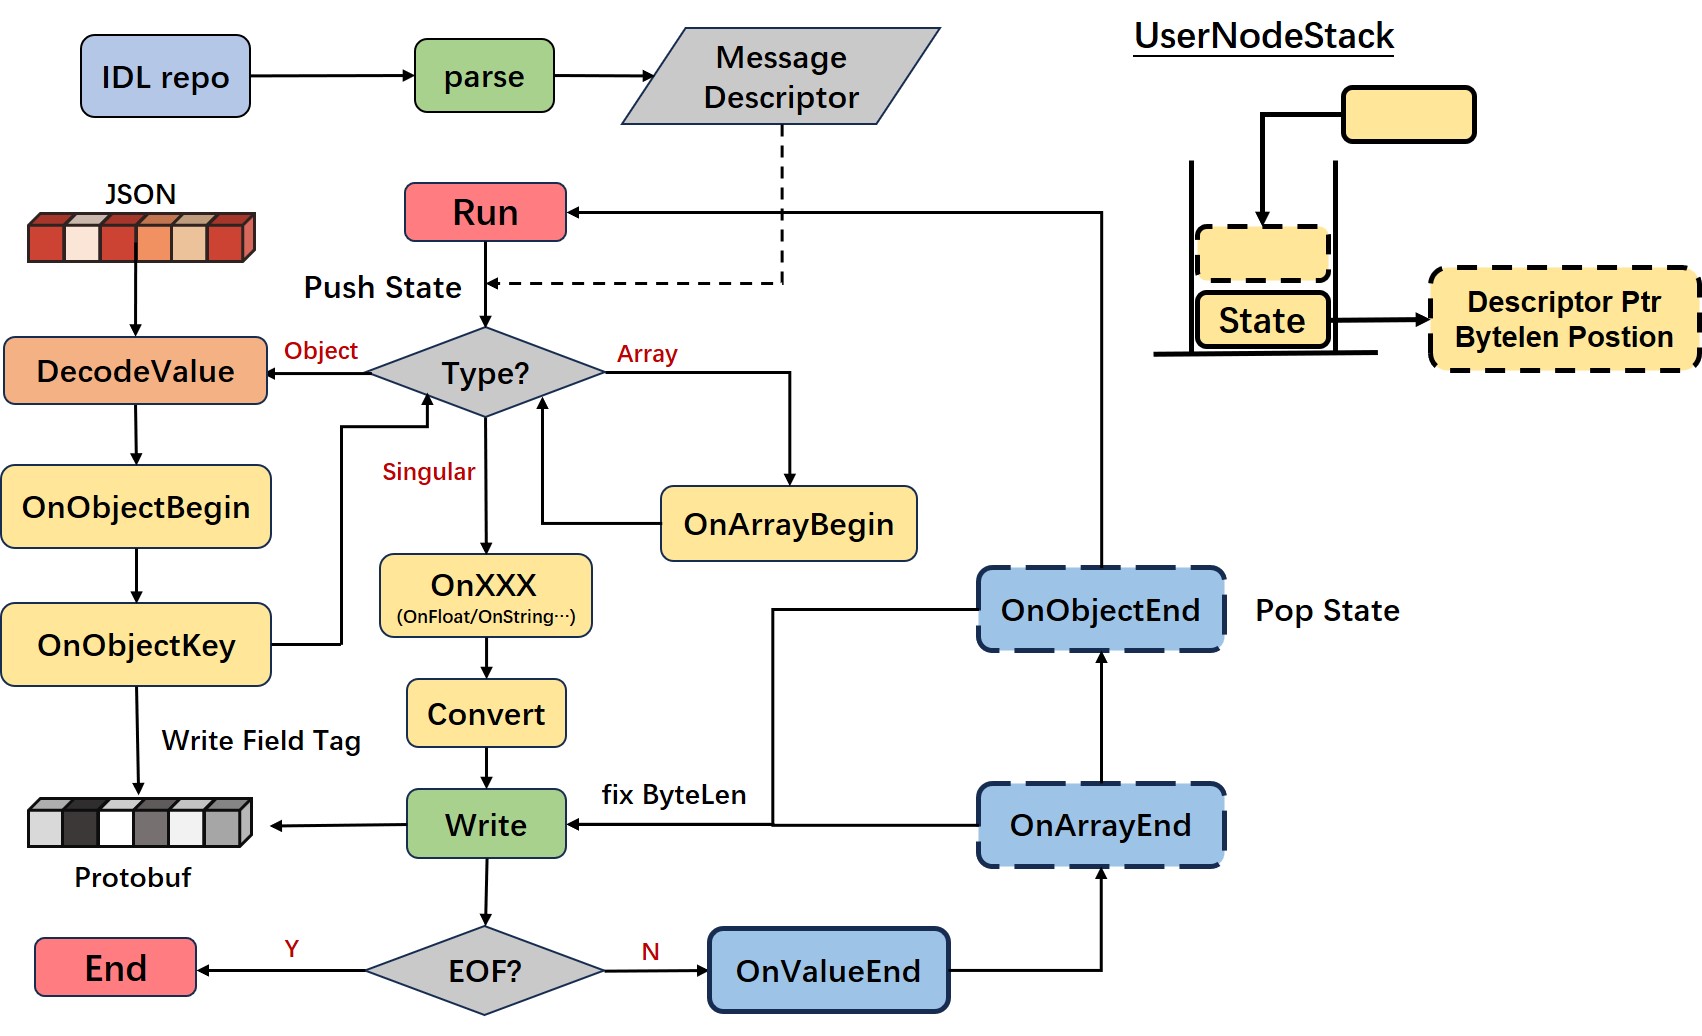 UserNodeStack
IDL repo
parse
Message
Descriptor
JSON
Run
Push State
State
Descriptor Ptr
Bytelen Postion
DecodeValue
Object
Type?
Array
Singular
OnObjectBegin
OnArrayBegin
OnXXX
(OnFloat/OnString…)
OnObjectKey
OnObjectEnd
Pop State
Convert
Write Field Tag
fix ByteLen
Write
OnArrayEnd
Protobuf
End
Y
EOF?
N
OnValueEnd